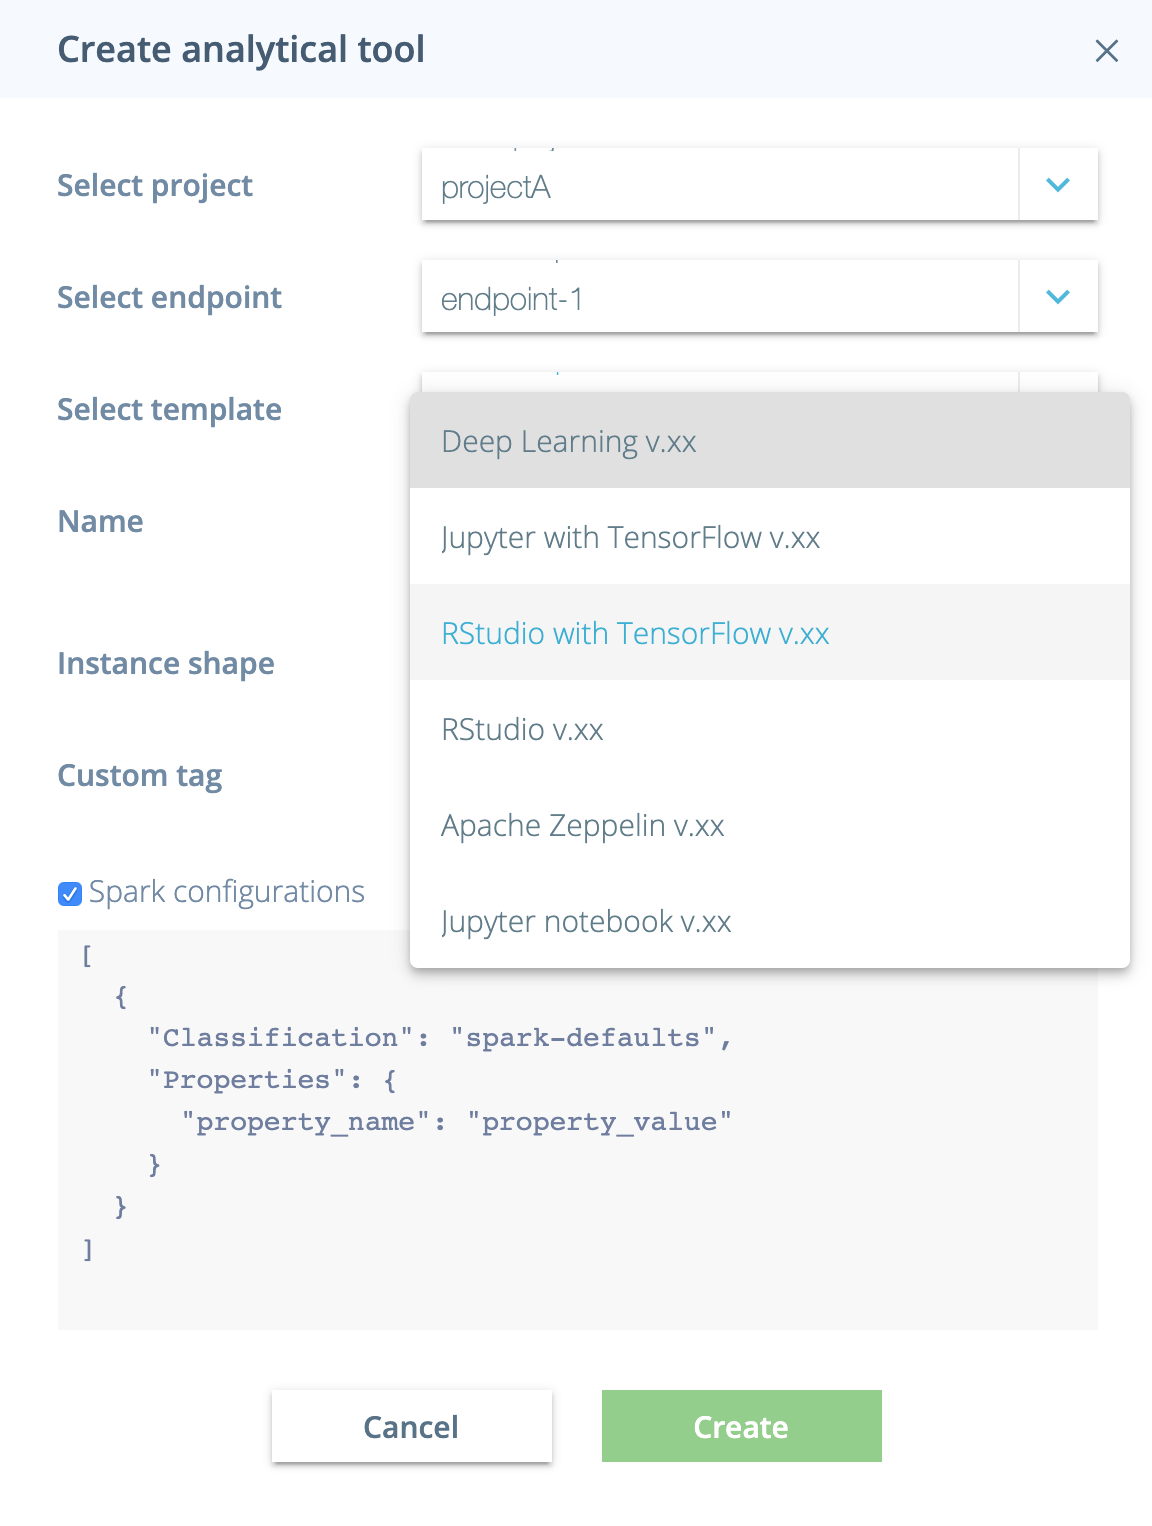 Create analytical tool
Select project
projectA
Select endpoint
endpoint-1
Select template
Deep Learning v.xx
Name
Jupyter with TensorFlow v.xx
RStudio with TensorFlow v.xx
Instance shape
RStudio v.xx
Custom tag
Apache Zeppelin v.xx
Spark configurations
Jupyter notebook v.xx
[
{
"Classification": "spark-defaults",
"Properties": {
"property_name": "property_value"
}
}
]
Cancel
Create